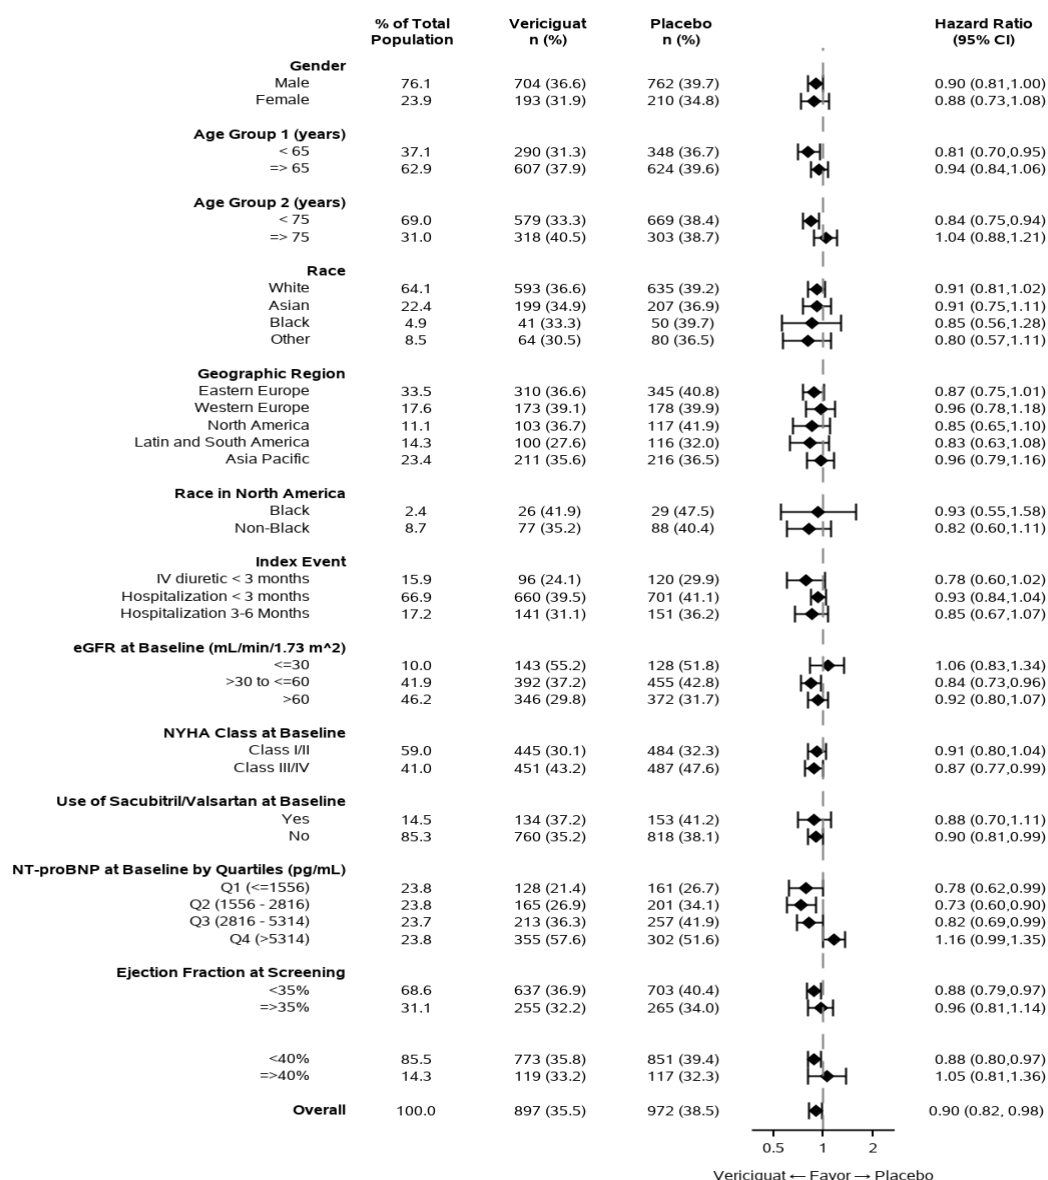 % of Total Population Vericiguat n (%) Placebo n (%) Hazard Ratio (95% CI)
Gender
Male 76.1 704 (36.6) 762 (39.7) 0.90 (0.81,1.00)
Female 23.9 193 (31.9) 210 (34.8) 0.88 (0.73,1.08)
Age Group 1 (years)
< 65 37.1 290 (31.3) 348 (36.7) 0.81 (0.70,0.95)
=> 65 62.9 607 (37.9) 624 (39.6) 0.94 (0.84,1.06)
Age Group 2 (years)
< 75 69.0 579 (33.3) 669 (38.4) 0.84 (0.75,0.94)
=> 75 31.0 318 (40.5) 303 (38.7) 1.04 (0.88,1.21)
Race
White 64.1 593 (36.6) 635 (39.2) 0.91 (0.81,1.02)
Asian 22.4 199 (34.9) 207 (36.9) 0.91 (0.75,1.11)
Black 4.9 41 (33.3) 50 (39.7) 0.85 (0.56,1.28)
Other 8.5 64 (30.5) 80 (36.5) 0.80 (0.57,1.11)
Geographic Region
Eastern Europe 33.5 310 (36.6) 345 (40.8) 0.87 (0.75,1.01)
Western Europe 17.6 173 (39.1) 178 (39.9) 0.96 (0.78,1.18)
North America 11.1 103 (36.7) 117 (41.9) 0.85 (0.65,1.10)
Latin and South America 14.3 100 (27.6) 116 (32.0) 0.83 (0.63,1.08)
Asia Pacific 23.4 211 (35.6) 216 (36.5) 0.96 (0.79,1.16)
Race in North America
Black 2.4 26 (41.9) 29 (47.5) 0.93 (0.55,1.58)
Non-Black 8.7 77 (35.2) 88 (40.4) 0.82 (0.60,1.11)
Index Event
IV diuretic < 3 months 15.9 96 (24.1) 120 (29.9) 0.78 (0.60,1.02)
Hospitalization < 3 months 66.9 660 (39.5) 701 (41.1) 0.93 (0.84,1.04)
Hospitalization 3-6 Months 17.2 141 (31.1) 151 (36.2) 0.85 (0.67,1.07)
eGFR at Baseline (mL/min/1.73 m^2)
<=30 10.0 143 (55.2) 128 (51.8) 1.06 (0.83,1.34)
>30 to <=60 41.9 392 (37.2) 455 (42.8) 0.84 (0.73,0.96)
>60 46.2 346 (29.8) 372 (31.7) 0.92 (0.80,1.07)
NYHA Class at Baseline
Class I/II 59.0 445 (30.1) 484 (32.3) 0.91 (0.80,1.04)
Class III/IV 41.0 451 (43.2) 487 (47.6) 0.87 (0.77,0.99)
Use of Sacubitril/Valsartan at Baseline
Yes 14.5 134 (37.2) 153 (41.2) 0.88 (0.70,1.11)
No 85.3 760 (35.2) 818 (38.1) 0.90 (0.81,0.99)
NT-proBNP at Baseline by Quartiles (pg/mL)
Q1 (<=1556) 23.8 128 (21.4) 161 (26.7) 0.78 (0.62,0.99)
Q2 (1556 - 2816) 23.8 165 (26.9) 201 (34.1) 0.73 (0.60,0.90)
Q3 (2816 - 5314) 23.7 213 (36.3) 257 (41.9) 0.82 (0.69,0.99)
Q4 (>5314) 23.8 355 (57.6) 302 (51.6) 1.16 (0.99,1.35)
Ejection Fraction at Screening
<35% 68.6 637 (36.9) 703 (40.4) 0.88 (0.79,0.97)
=>35% 31.1 255 (32.2) 265 (34.0) 0.96 (0.81,1.14)
<40% 85.5 773 (35.8) 851 (39.4) 0.88 (0.80,0.97)
=>40% 14.3 119 (33.2) 117 (32.3) 1.05 (0.81,1.36)
Overall 100.0 897 (35.5) 972 (38.5) 0.90 (0.82, 0.98)
0.5 1 2
Vericiguat ← Favor → Placebo